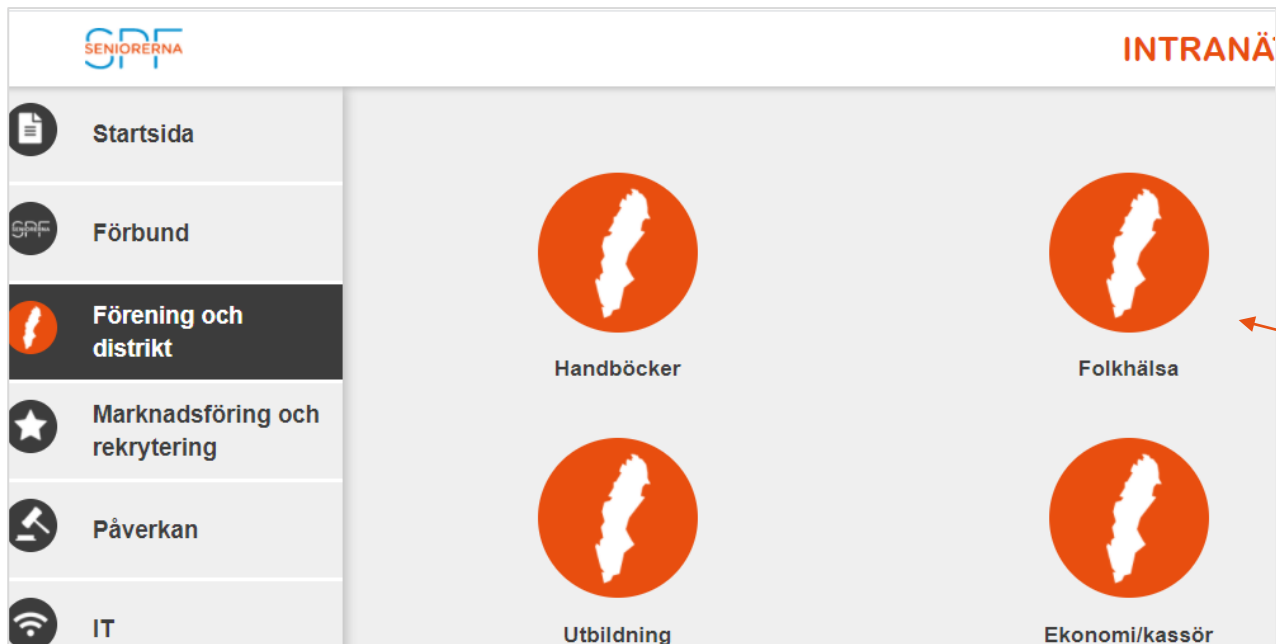 SPF
SENIORERNA
INTRANÄ
Startsida
Förbund
Förening och
distrikt
Marknadsföring och
rekrytering
Påverkan
IT
Handböcker
Folkhälsa
Utbildning
Ekonomi/kassör